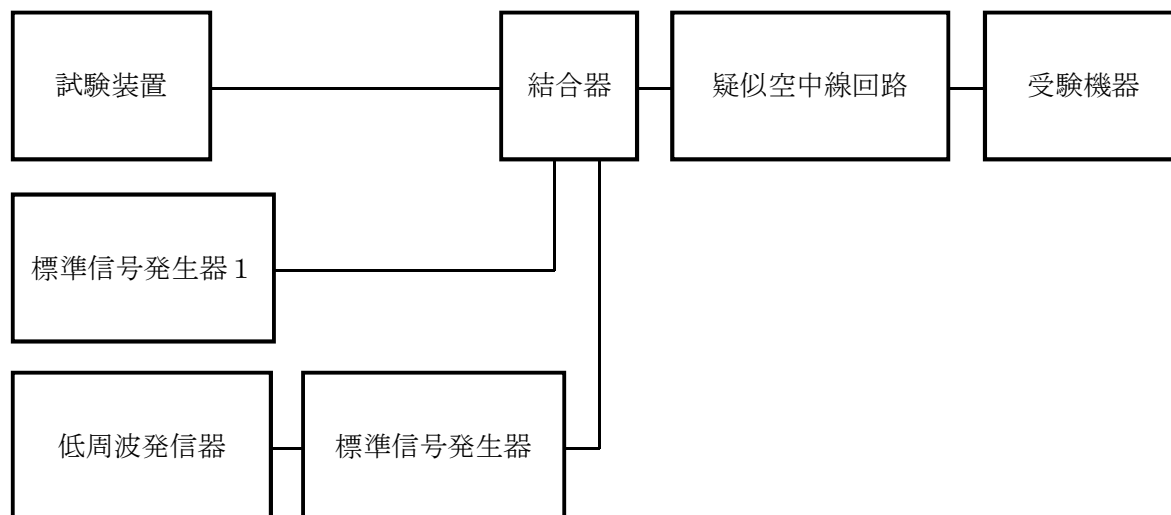 試験装置
結合器
疑似空中線回路
受験機器
標準信号発生器１
低周波発信器
標準信号発生器